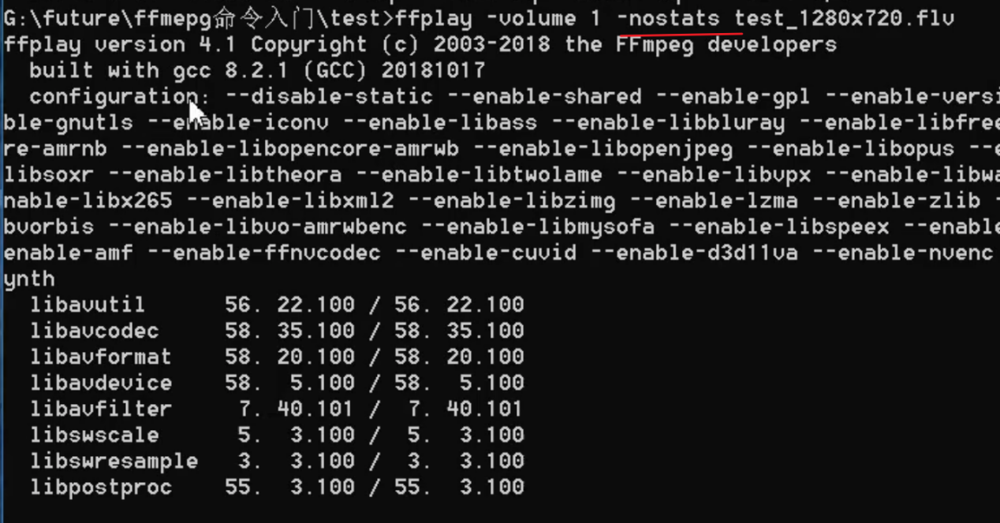 G:\future\ffmepg命令入门\test>ffplay -volume 1 -nostats test_1280x720.flv
ffplay version 4.1 Copyright (c) 2003-2018 the FFmpeg developers
built with gcc 8.2.1 (GCC) 20181017
configuration: --disable-static --enable-shared --enable-gpl --enable-versi
ble-gnutls --enable-iconv --enable-libass --enable-libbluray --enable-libfree
re-amrnb --enable-libopencore-amrwb --enable-libopenjpeg --enable-libopus --e
libsoxr --enable-libtheora --enable-libtwolame --enable-libvpx --enable-libwa
nable-libx265 --enable-libxml2 --enable-libzimg --enable-lzma --enable-zlib -
bvorbis --enable-libvo-amrwbenc --enable-libmysofa --enable-libspeex --enable
enable-amf --enable-ffnvcodec --enable-cuvid --enable-d3d11va --enable-nvenc
ynth
libavutil 56. 22.100 / 56. 22.100
libavcodec 58. 35.100 / 58. 35.100
libavformat 58. 20.100 / 58. 20.100
libavdevice 58. 5.100 / 58. 5.100
libavfilter 7. 40.101 / 7. 40.101
libswscale 5. 3.100 / 5. 3.100
libswresample 3. 3.100 / 3. 3.100
libpostproc 55. 3.100 / 55. 3.100